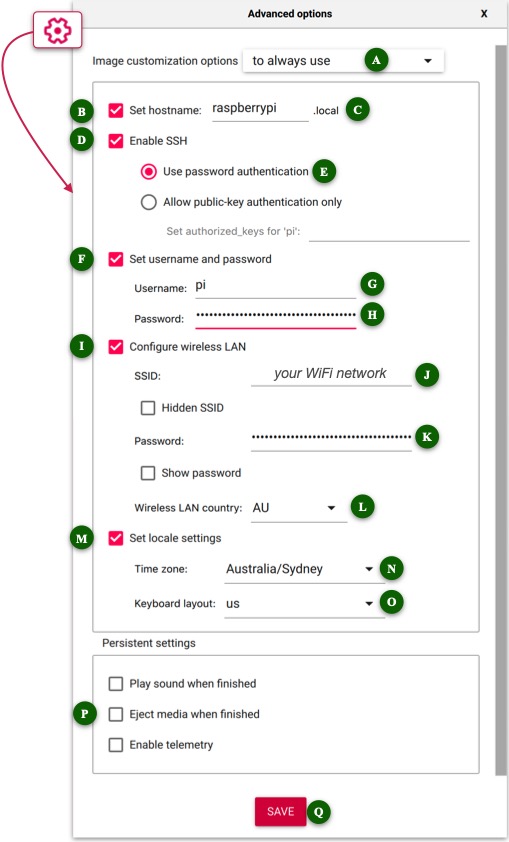 Advanced options X
Image customization options to always use A
B Set hostname: raspberrypi .local C
D Enable SSH
Use password authentication E
Allow public-key authentication only
Set authorized_keys for 'pi':
F Set username and password
Username: pi G
Password: H
I Configure wireless LAN
SSID: your WiFi network J
Hidden SSID
Password: K
Show password
Wireless LAN country: AU L
M Set locale settings
Time zone: Australia/Sydney N
Keyboard layout: us O
Persistent settings
Play sound when finished
P Eject media when finished
Enable telemetry
SAVE Q